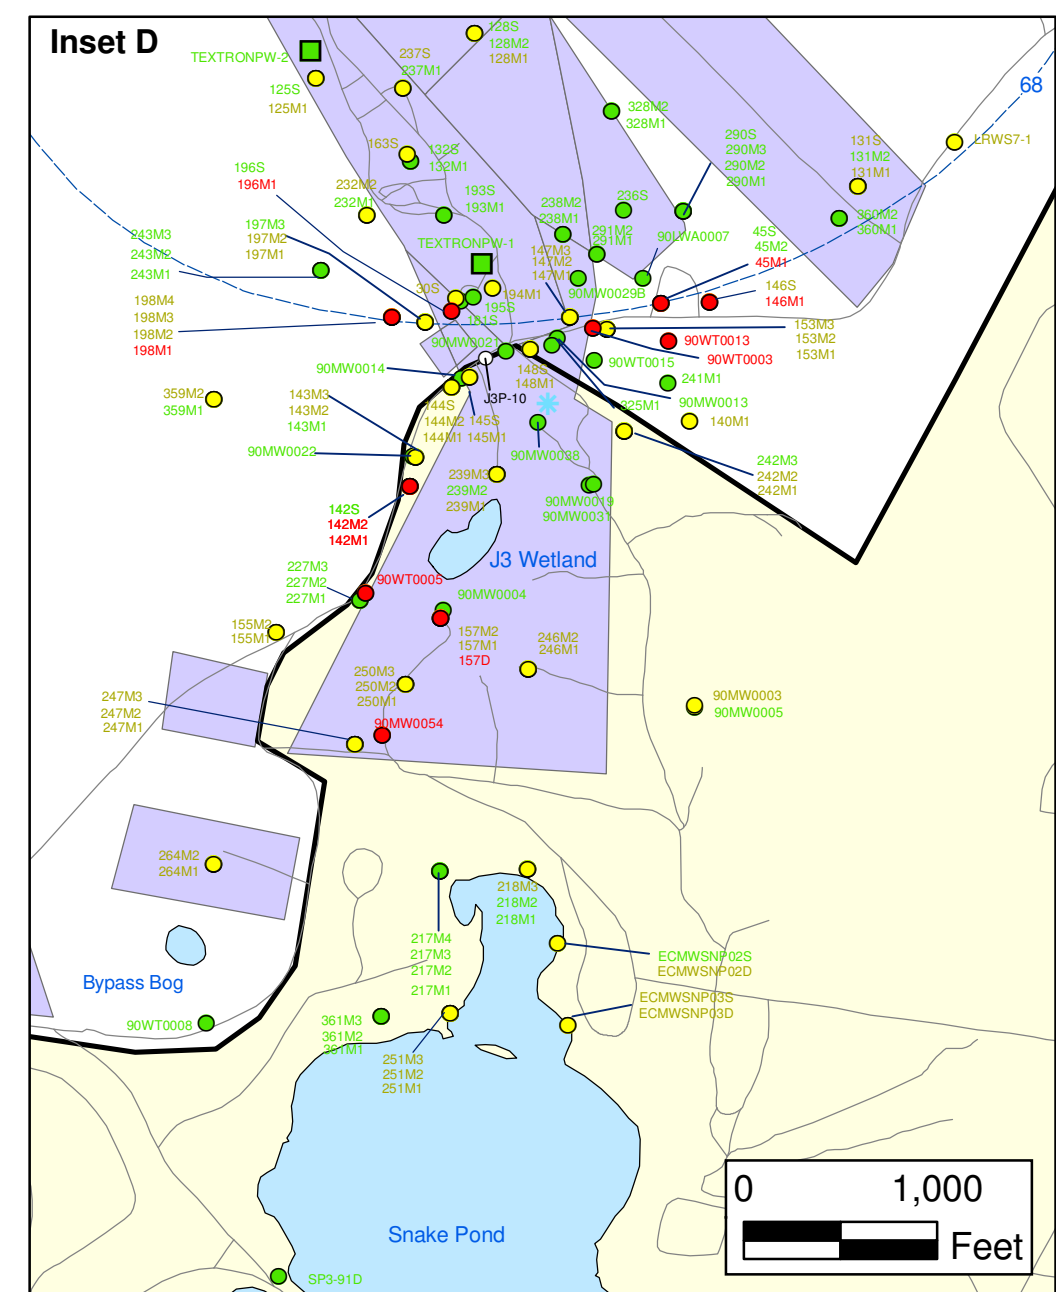 Inset D
128S
128M2
128M1
TEXTRONPW-2
237S
237M1
68
125S
125M1
328M2
328M1
290S
290M3
290M2
290M1
LRWS7-1
131S
131M2
131M1
163S
132S
132M1
196S
196M1
232M2
232M1
193S
193M1
238M2
238M1
236S
360M2
360M1
197M3
197M2
197M1
243M3
243M2
243M1
TEXTRONPW-1
291M2
291M1
90LWA0007
45S
45M2
45M1
147M3
147M2
147M1
30S
194M1
90MW0029B
146S
146M1
198M4
198M3
198M2
198M1
195S
181S
153M3
153M2
153M1
90MW0021
90WT0013
90WT0003
90WT0015
90MW0014
148S
148M1
241M1
359M2
359M1
143M3
143M2
143M1
J3P-10
144S
144M2
144M1
145S
145M1
325M1
90MW0013
140M1
90MW0022
90MW0038
242M3
242M2
242M1
239M3
239M2
239M1
90MW0019
90MW0031
142S
142M2
142M1
J3 Wetland
227M3
227M2
227M1
90WT0005
90MW0004
155M2
155M1
157M2
157M1
157D
246M2
246M1
250M3
250M2
250M1
247M3
247M2
247M1
90MW0003
90MW0005
90MW0054
264M2
264M1
218M3
218M2
218M1
217M4
217M3
217M2
217M1
ECMWSNP02S
ECMWSNP02D
Bypass Bog
ECMWSNP03S
ECMWSNP03D
90WT0008
361M3
361M2
361M1
251M3
251M2
251M1
0 1,000
Feet
Snake Pond
SP3-91D